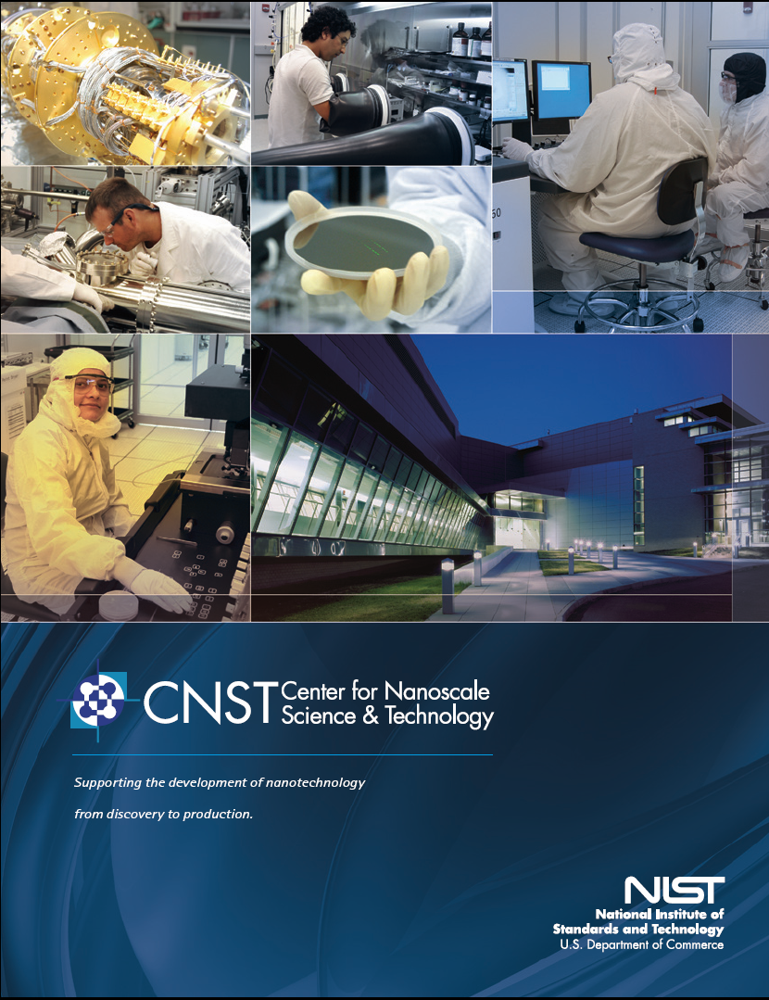 50
CNST Center for Nanoscale
Science & Technology
Supporting the development of nanotechnology
from discovery to production.
NIST
National Institute of
Standards and Technology
U.S. Department of Commerce